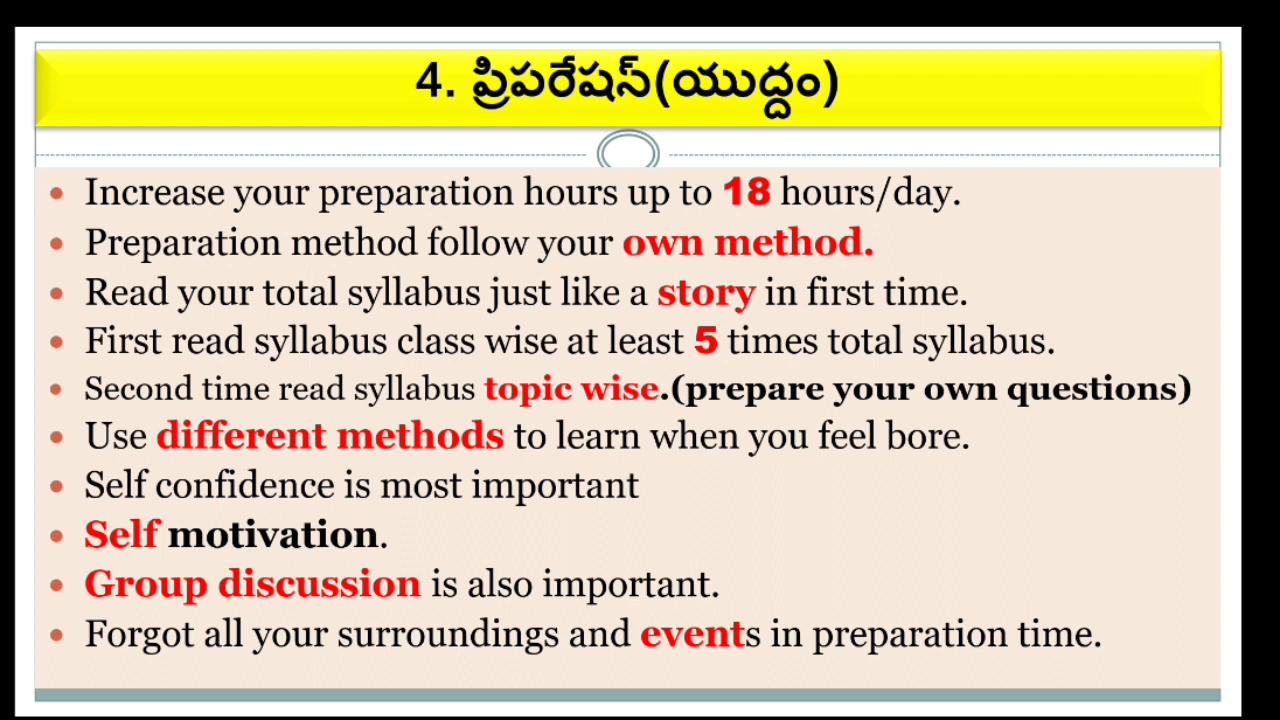 4. ప్రిపరేషన్(యుద్ధం)
• Increase your preparation hours up to 18 hours/day.
• Preparation method follow your own method.
• Read your total syllabus just like a story in first time.
• First read syllabus class wise at least 5 times total syllabus.
• Second time read syllabus topic wise.(prepare your own questions)
• Use different methods to learn when you feel bore.
• Self confidence is most important
• Self motivation.
• Group discussion is also important.
• Forgot all your surroundings and events in preparation time.